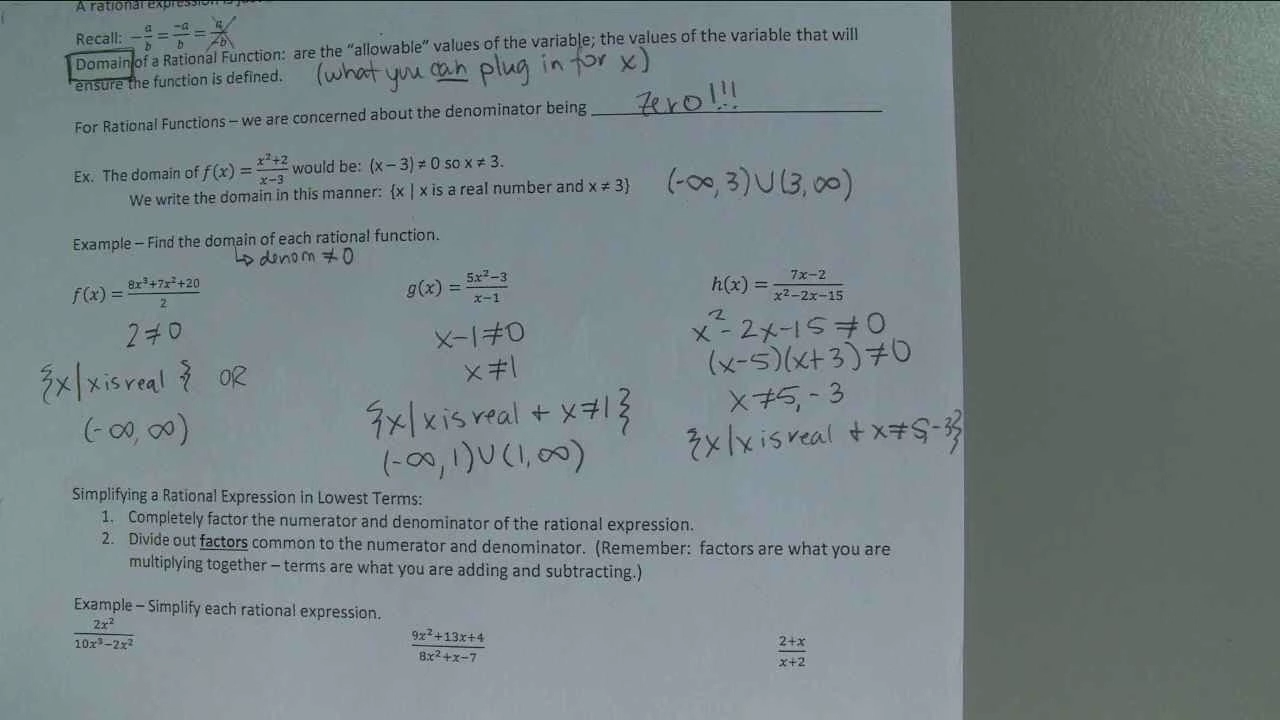 A rational expression is just
Recall: −a/b = −a/b = a/−b
Domain of a Rational Function: are the “allowable” values of the variable; the values of the variable that will
ensure the function is defined. (what you can plug in for x)
For Rational Functions – we are concerned about the denominator being zero!!!
Ex. The domain of f(x) = x²+2/x−3 would be: (x – 3) ≠ 0 so x ≠ 3.
We write the domain in this manner: {x | x is a real number and x ≠ 3} (-∞, 3) ∪ (3, ∞)
Example – Find the domain of each rational function.
↳ denom ≠ 0
f(x) = 8x³+7x²+20/2
2 ≠ 0
{x | x is real } OR
(-∞, ∞)
g(x) = 5x²−3/x−1
x-1 ≠ 0
x ≠ 1
{x | x is real + x ≠ 1}
(-∞, 1) ∪ (1, ∞)
h(x) = 7x−2/x²−2x−15
x² - 2x - 15 ≠ 0
(x-5)(x+3) ≠ 0
x ≠ 5, -3
{x | x is real + x ≠ 5, -3}
Simplifying a Rational Expression in Lowest Terms:
1. Completely factor the numerator and denominator of the rational expression.
2. Divide out factors common to the numerator and denominator. (Remember: factors are what you are
multiplying together – terms are what you are adding and subtracting.)
Example – Simplify each rational expression.
2x²/10x³−2x²
9x²+13x+4/8x²+x−7
2+x/x+2